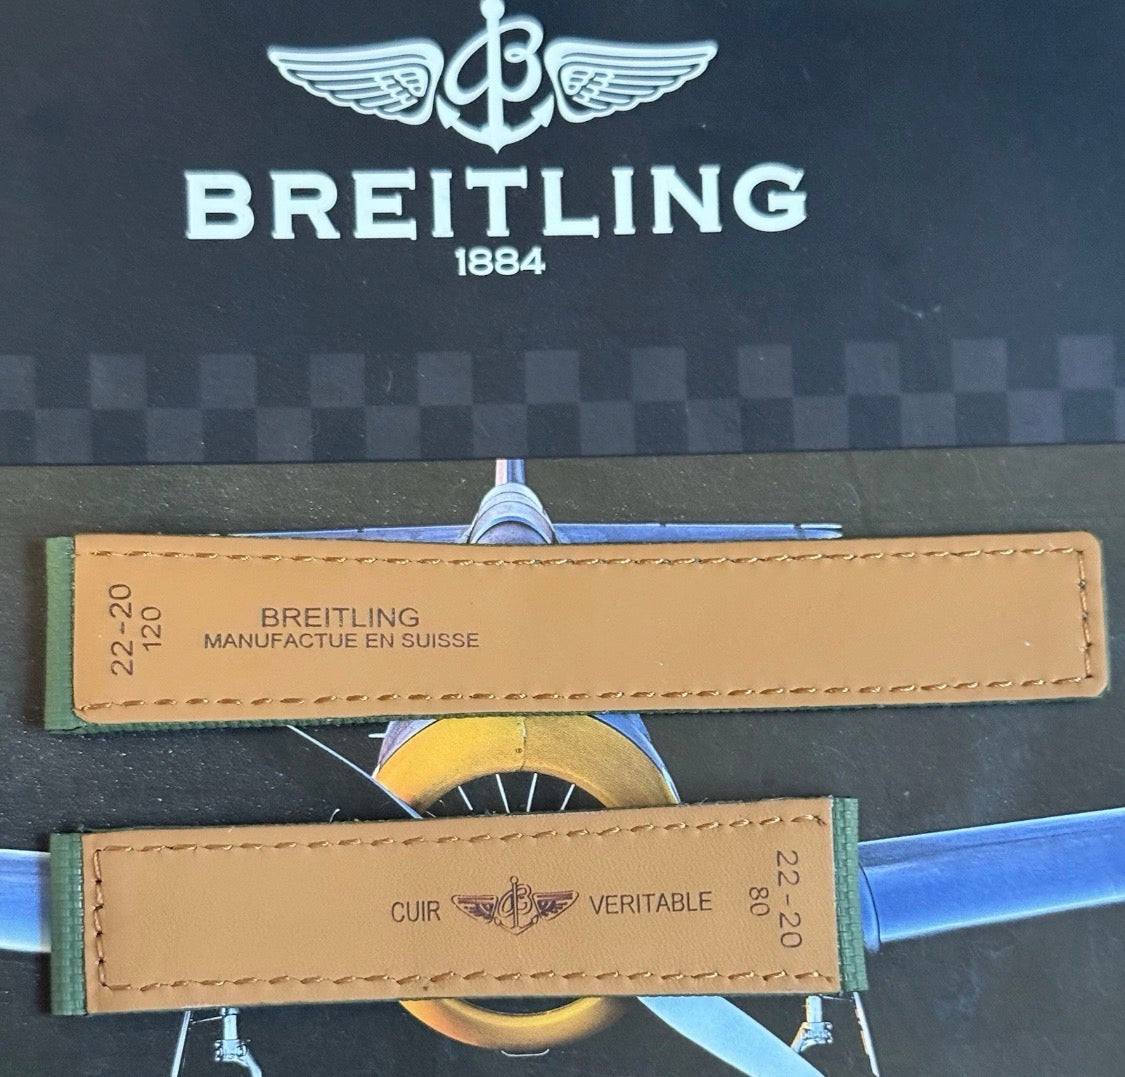 BREITLING
1884
22-20
120
BREITLING
MANUFACTUE EN SUISSE
CUIR B VERITABLE
22-20
80